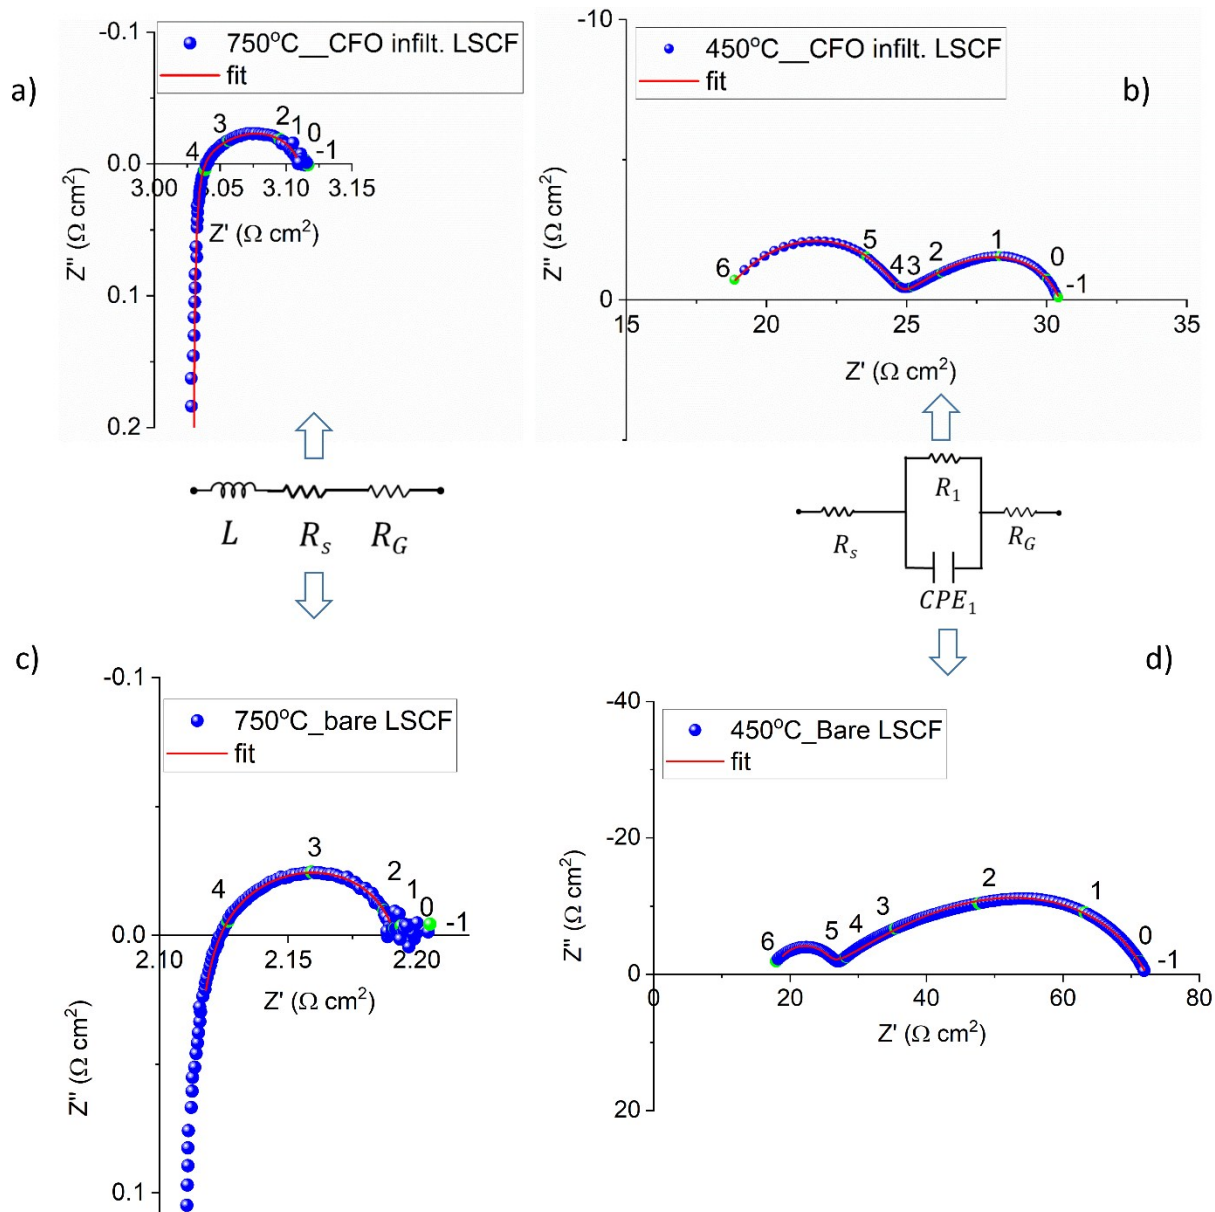 a)
-0.1
0.0
0.1
0.2
Z" (Ω cm²)
750°C__CFO infilt. LSCF
fit
4
3
2
1
0
-1
3.00
3.05
3.10
3.15
Z' (Ω cm²)
b)
-10
-5
0
Z" (Ω cm²)
450°C__CFO infilt. LSCF
fit
6
5
4
3
2
1
0
-1
15
20
25
30
35
Z' (Ω cm²)
L
Rₛ
R_G
Rₛ
R₁
CPE₁
R_G
c)
-0.1
0.0
0.1
Z" (Ω cm²)
750°C_bare LSCF
fit
4
3
2
1
0
-1
2.10
2.15
2.20
Z' (Ω cm²)
d)
-40
-20
0
20
Z" (Ω cm²)
450°C_Bare LSCF
fit
6
5
4
3
2
1
0
-1
0
20
40
60
80
Z' (Ω cm²)